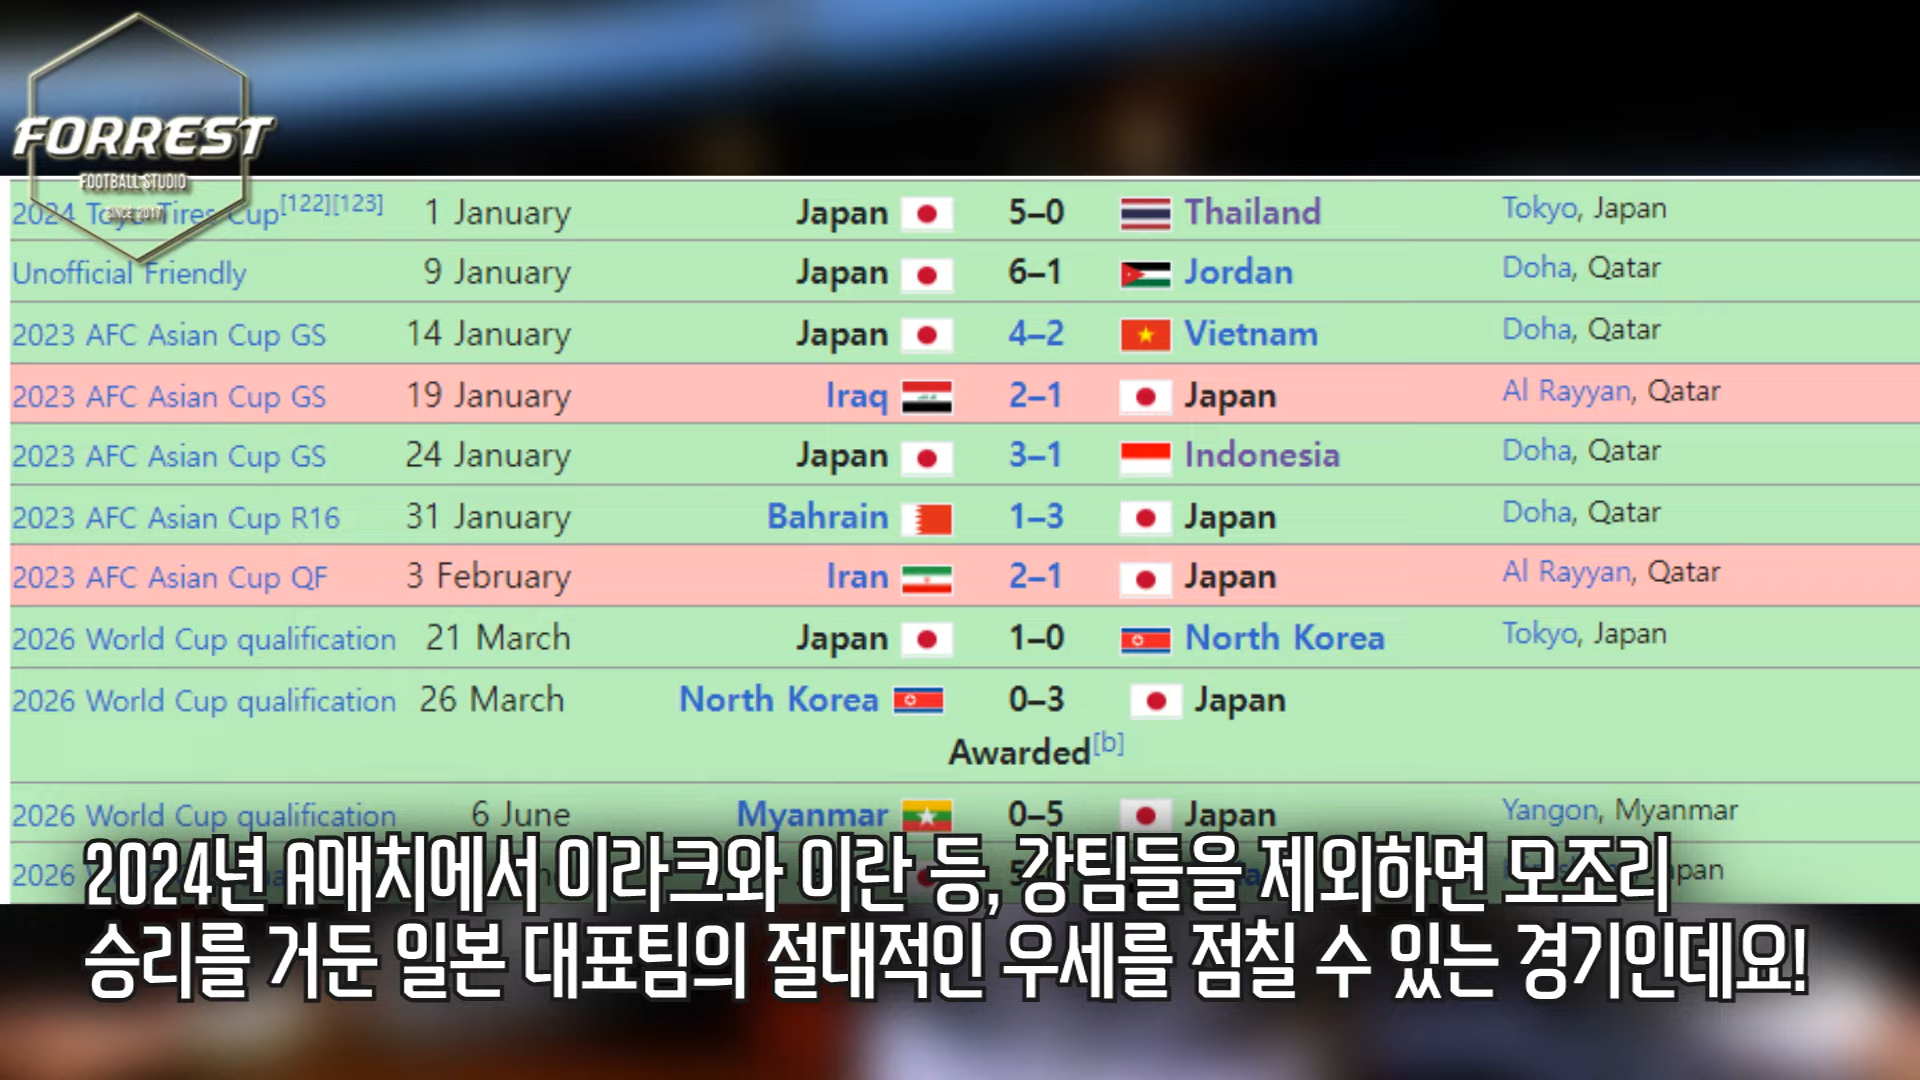 FORREST
FOOTBALL STUDIO
SINCE 2017
2024 Toyo Tires Cup[122][123] 1 January Japan 5–0 Thailand Tokyo, Japan
Unofficial Friendly 9 January Japan 6–1 Jordan Doha, Qatar
2023 AFC Asian Cup GS 14 January Japan 4–2 Vietnam Doha, Qatar
2023 AFC Asian Cup GS 19 January Iraq 2–1 Japan Al Rayyan, Qatar
2023 AFC Asian Cup GS 24 January Japan 3–1 Indonesia Doha, Qatar
2023 AFC Asian Cup R16 31 January Bahrain 1–3 Japan Doha, Qatar
2023 AFC Asian Cup QF 3 February Iran 2–1 Japan Al Rayyan, Qatar
2026 World Cup qualification 21 March Japan 1–0 North Korea Tokyo, Japan
2026 World Cup qualification 26 March North Korea 0–3 Japan
Awarded[b]
2026 World Cup qualification 6 June Myanmar 0–5 Japan Yangon, Myanmar
2026
2024년 A매치에서 이라크와 이란 등, 강팀들을 제외하면 모조리
승리를 거둔 일본 대표팀의 절대적인 우세를 점칠 수 있는 경기인데요!